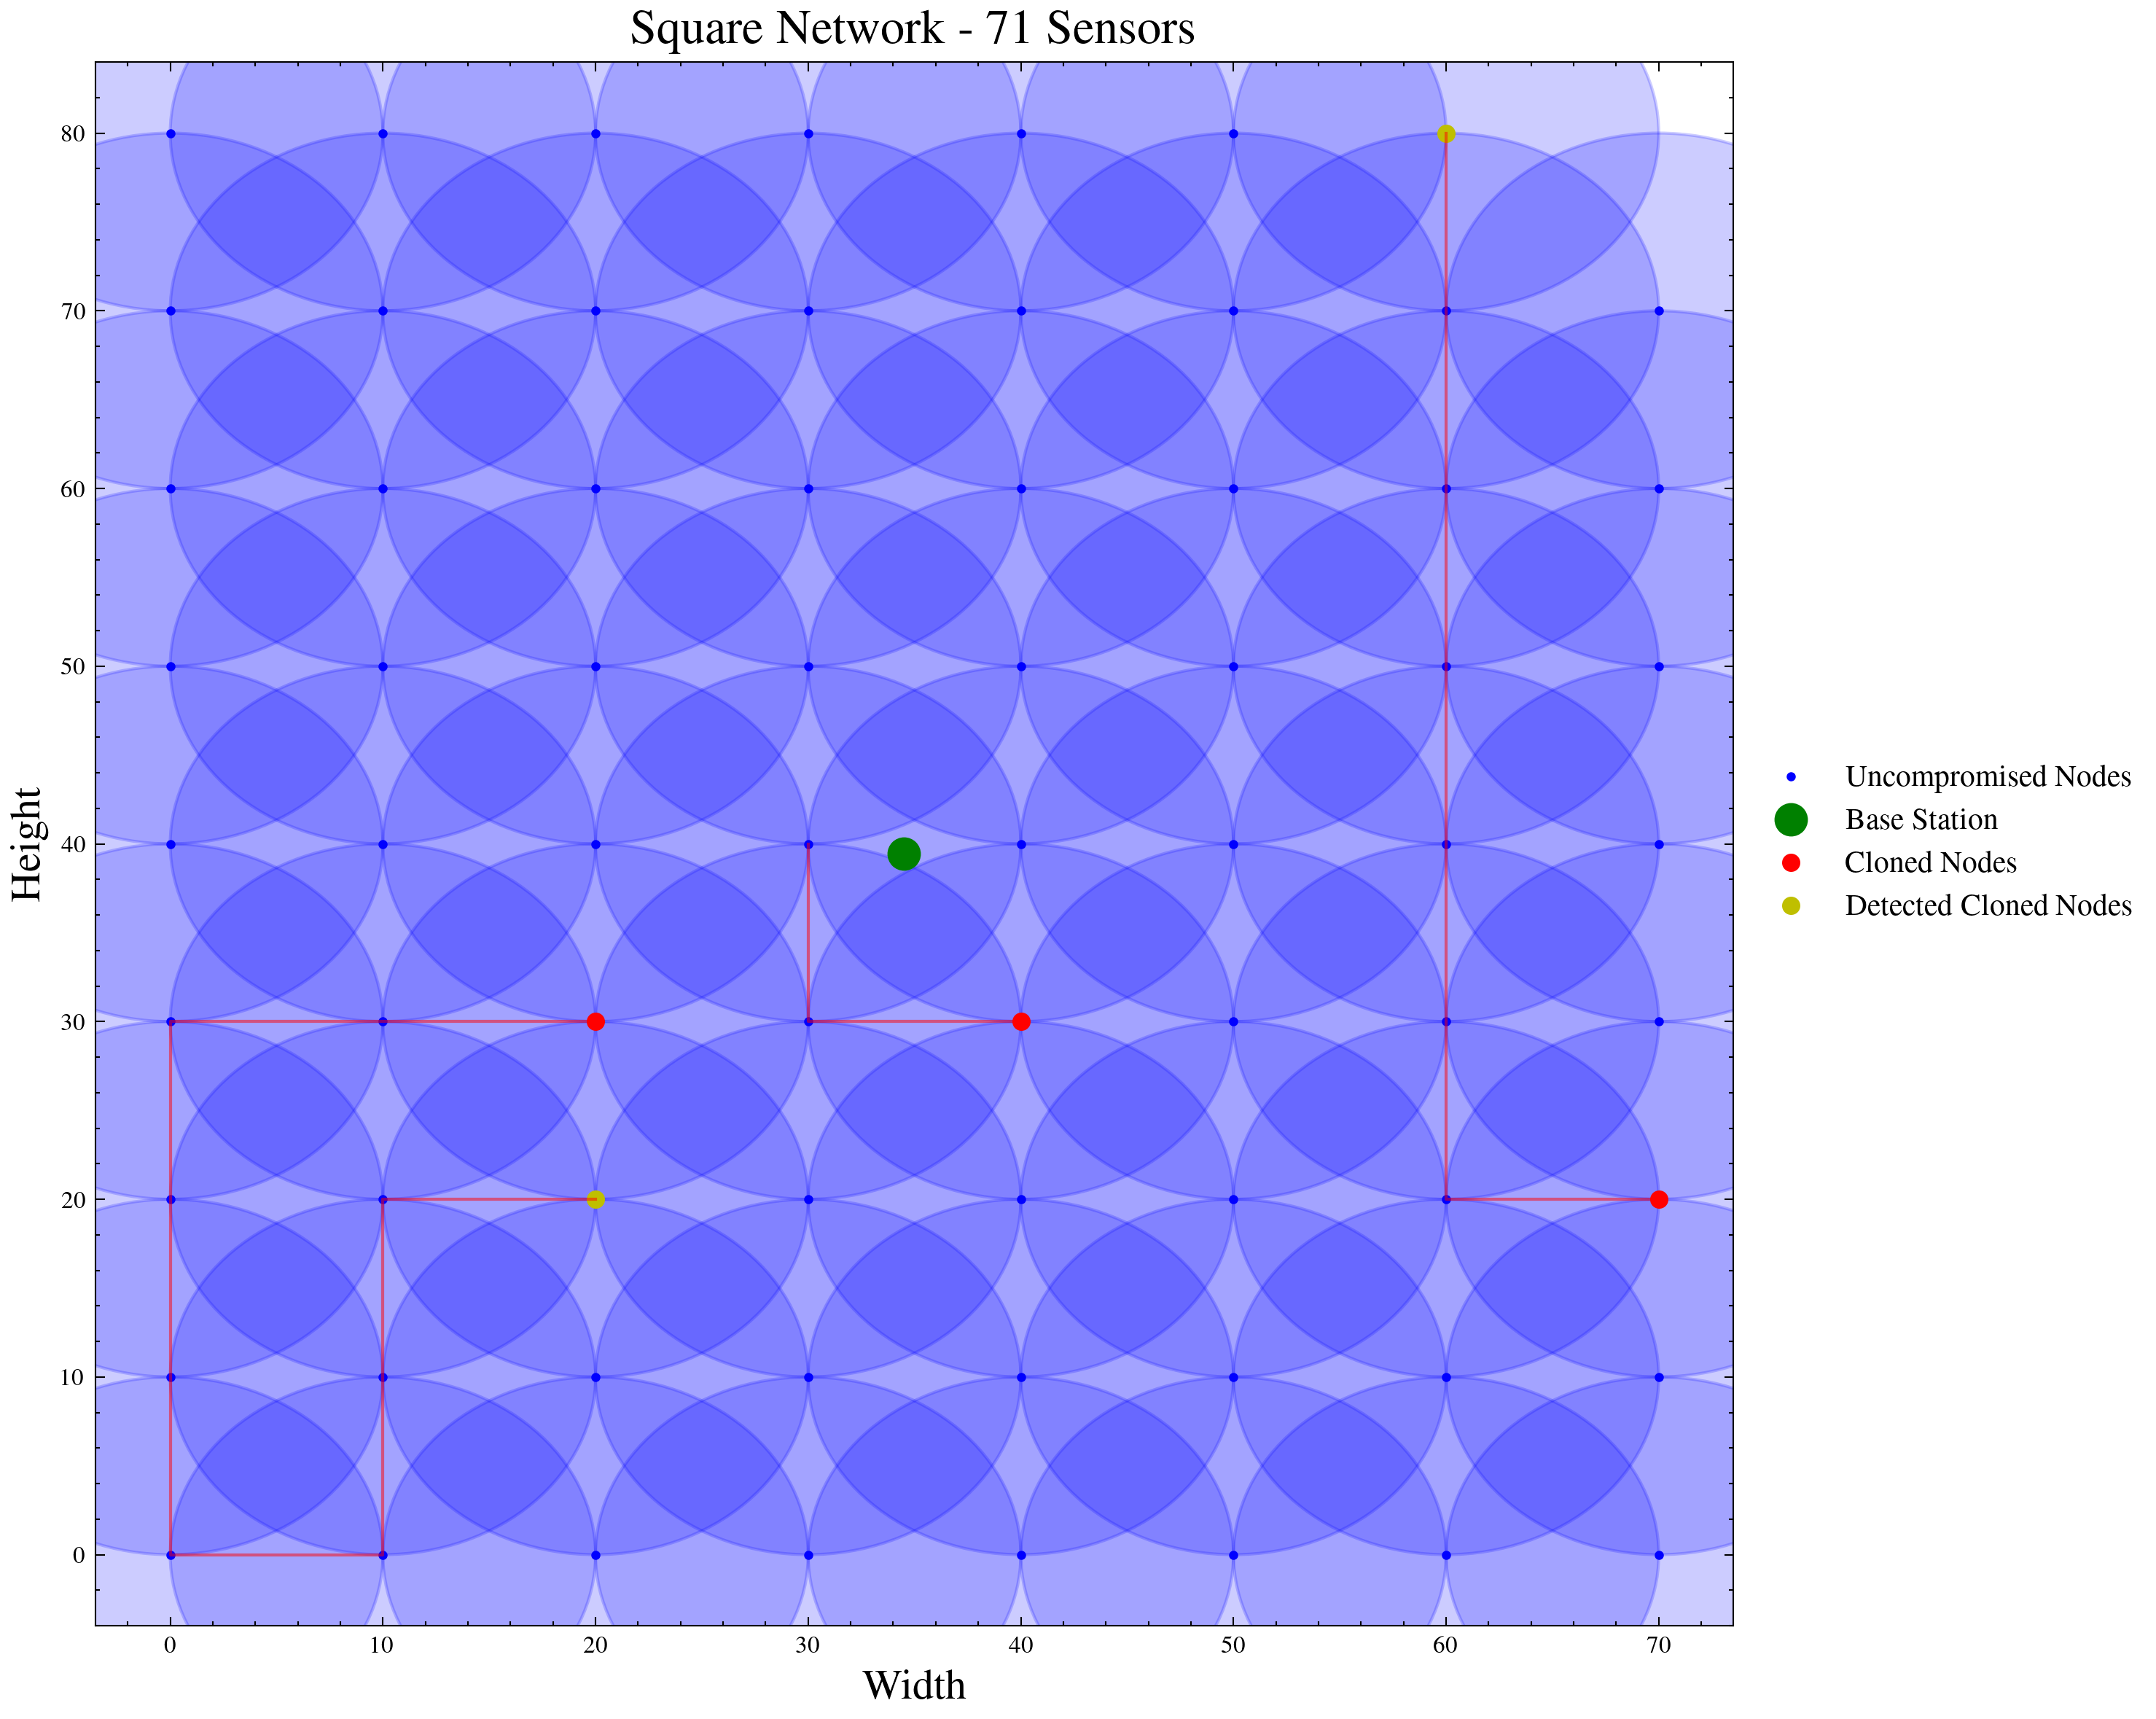 Square Network - 71 Sensors
Height
80
70
60
50
40
30
20
10
0
0 10 20 30 40 50 60 70
Width
Uncompromised Nodes
Base Station
Cloned Nodes
Detected Cloned Nodes